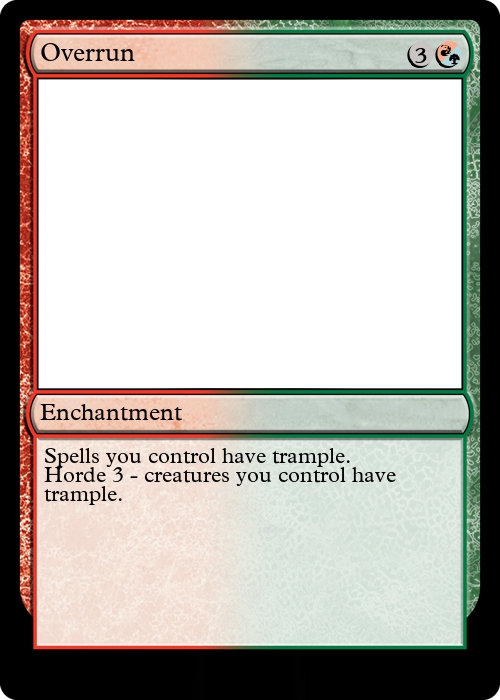 Overrun 3
Enchantment
Spells you control have trample.
Horde 3 - creatures you control have
trample.